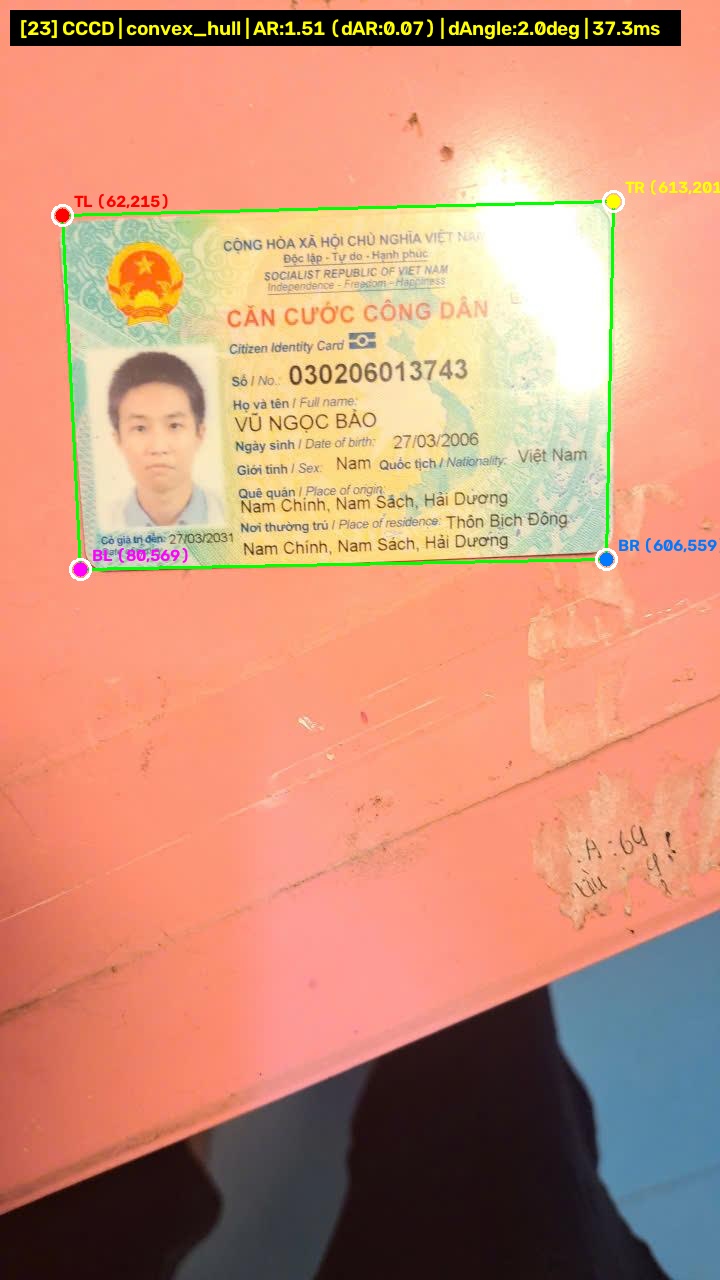 [23] CCCD | convex_hull | AR:1.51 (dAR:0.07) | dAngle:2.0deg | 37.3ms
TL (62,215)
TR (613,201
CỘNG HÒA XÃ HỘI CHỦ NGHĨA VIỆT NAM
Độc lập - Tự do - Hạnh phúc
SOCIALIST REPUBLIC OF VIET NAM
Independence - Freedom - Happiness
CĂN CƯỚC CÔNG DÂN
Citizen Identity Card
Số / No.: 030206013743
Họ và tên / Full name:
VŨ NGỌC BẢO
Ngày sinh / Date of birth: 27/03/2006
Giới tính / Sex: Nam Quốc tịch / Nationality: Việt Nam
Quê quán / Place of origin:
Nam Chính, Nam Sách, Hải Dương
Nơi thường trú / Place of residence: Thôn Bịch Đông
Nam Chính, Nam Sách, Hải Dương
Có giá trị đến: 27/03/2031
BL (80,569)
BR (606,559
A: 69